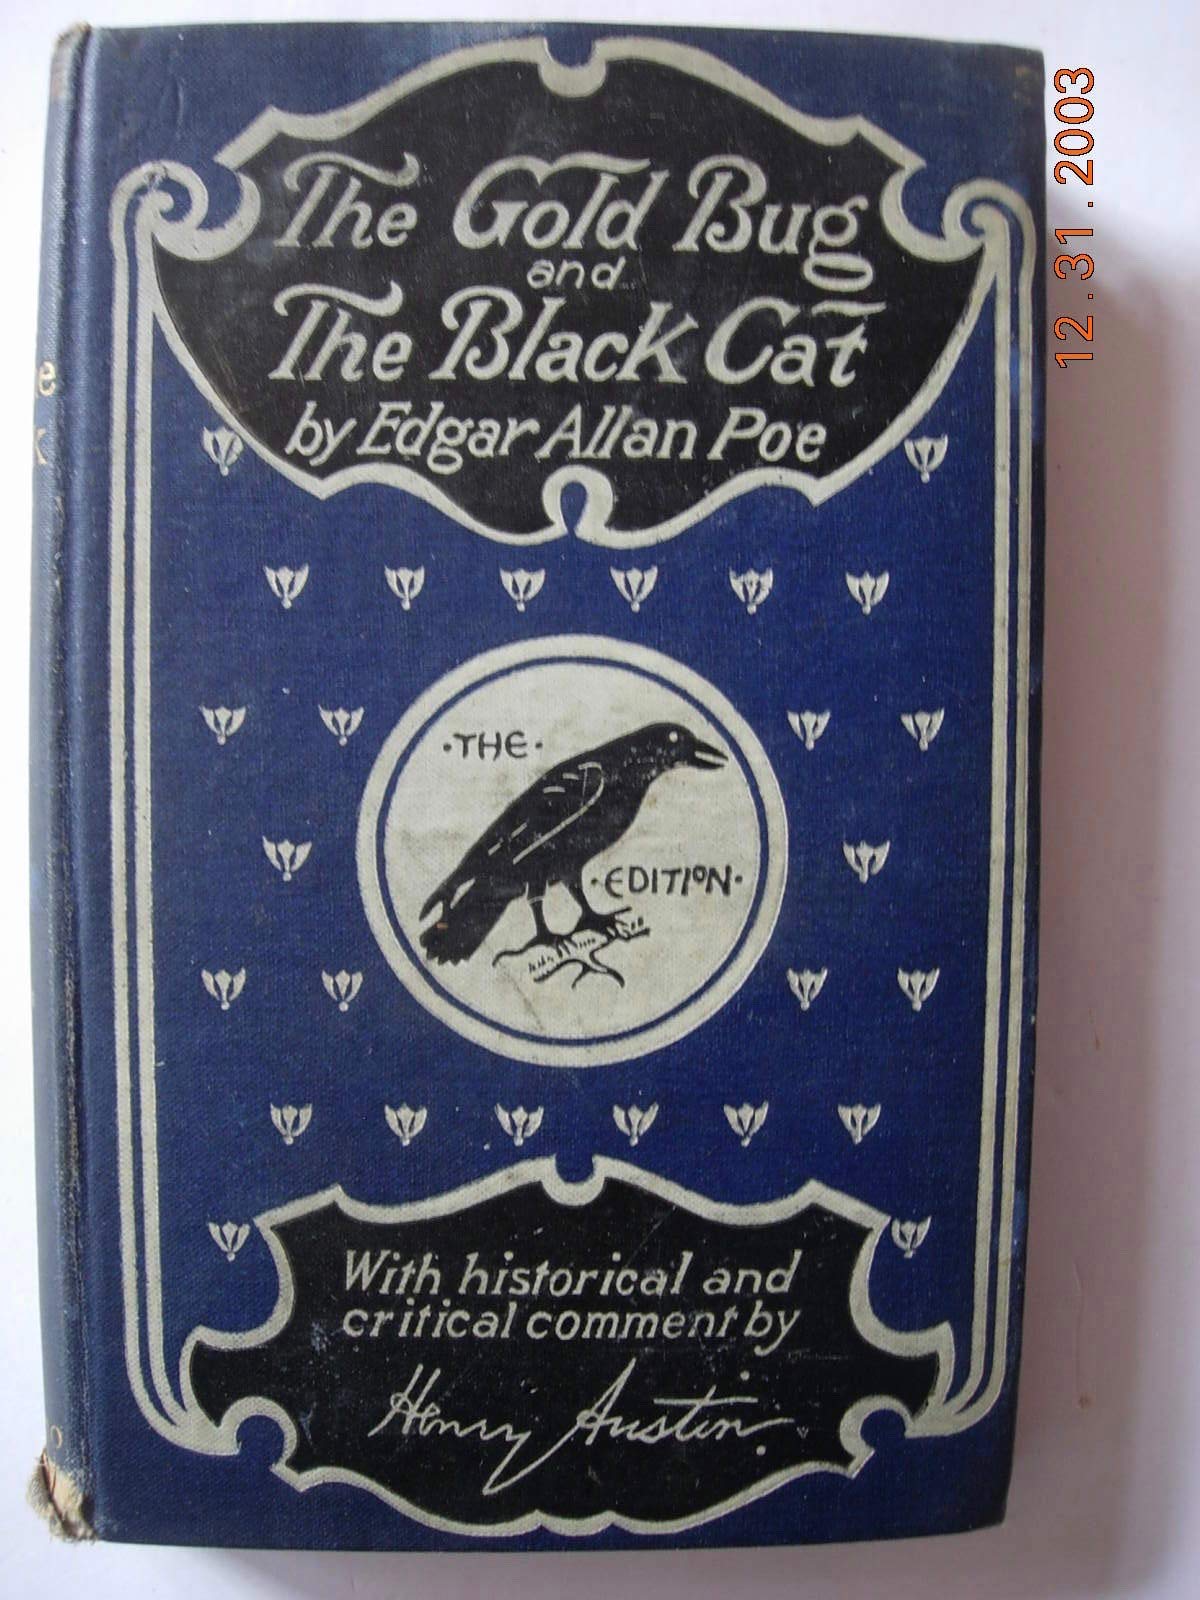 The Gold Bug
and
The Black Cat
by Edgar Allan Poe
·THE·
·EDITION·
With historical and
critical comment by
Henry Austin.
12.31.2003
e
K
O